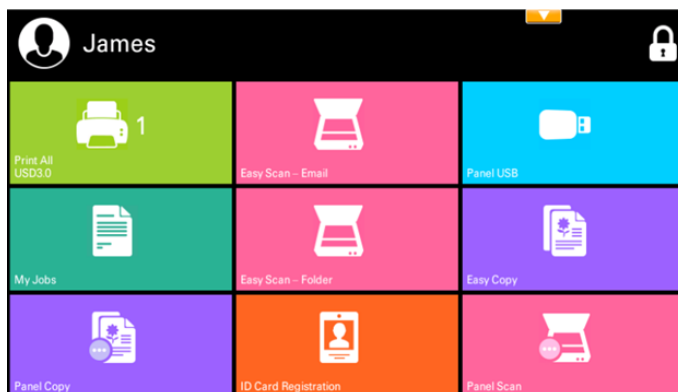 James
1
Print All
USD3.0
Easy Scan – Email
Panel USB
My Jobs
Easy Scan – Folder
Easy Copy
Panel Copy
ID Card Registration
Panel Scan